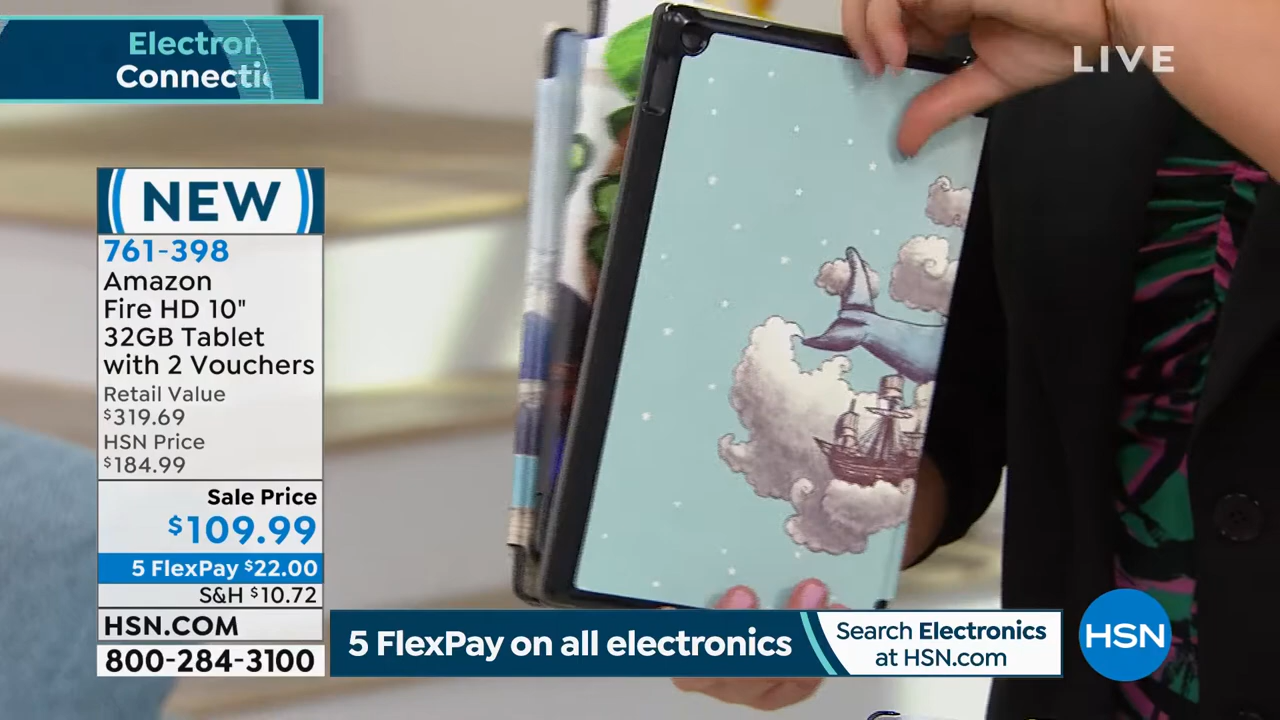 Electron
Connectic
LIVE
NEW
761-398
Amazon
Fire HD 10"
32GB Tablet
with 2 Vouchers
Retail Value
$319.69
HSN Price
$184.99
Sale Price
$109.99
5 FlexPay $22.00
S&H $10.72
HSN.COM
800-284-3100
5 FlexPay on all electronics
Search Electronics
at HSN.com
HSN